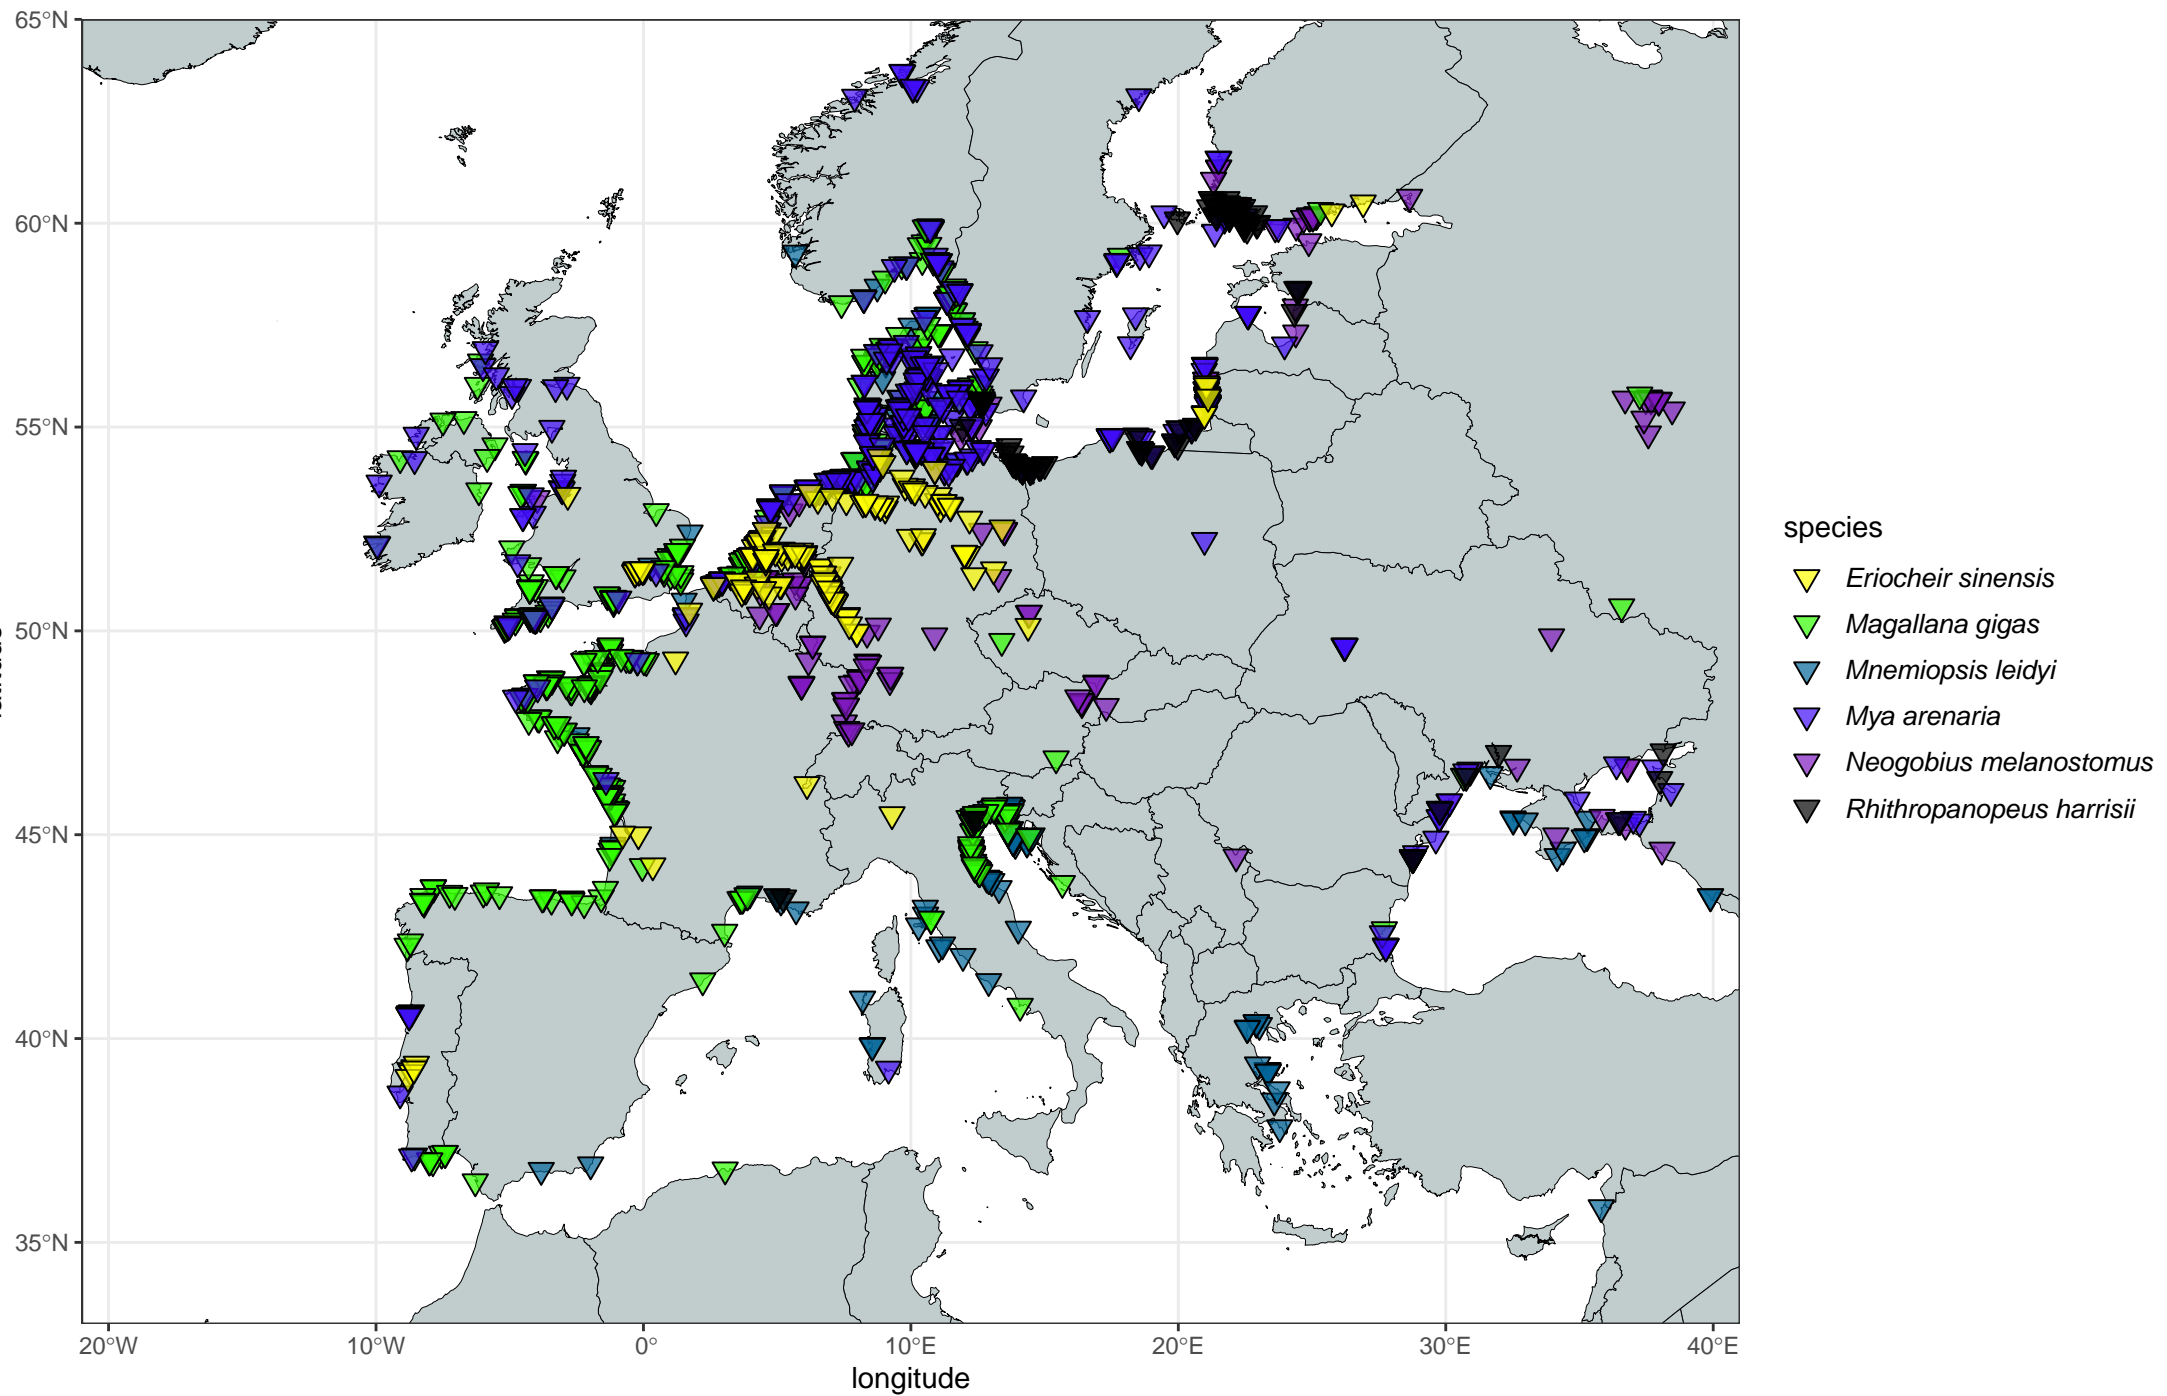 65°N
60°N
55°N
50°N
45°N
40°N
35°N
20°W
10°W
0°
10°E
20°E
30°E
40°E
longitude
species
Eriocheir sinensis
Magallana gigas
Mnemiopsis leidyi
Mya arenaria
Neogobius melanostomus
Rhithropanopeus harrisii